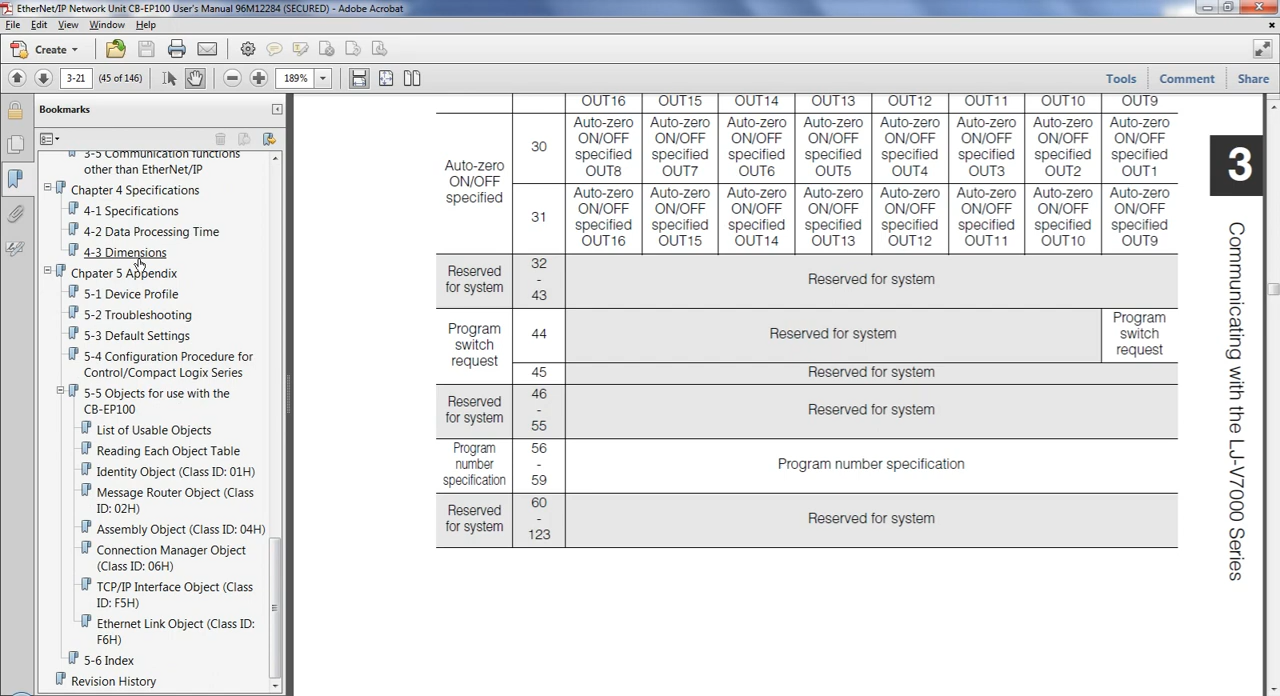 EtherNet/IP Network Unit CB-EP100 User's Manual 96M12284 (SECURED) - Adobe Acrobat
File Edit View Window Help
Create
3-21 (45 of 146) 189% Tools Comment Share
Bookmarks
3-5 Communication functions
other than EtherNet/IP
Chapter 4 Specifications
4-1 Specifications
4-2 Data Processing Time
4-3 Dimensions
Chpater 5 Appendix
5-1 Device Profile
5-2 Troubleshooting
5-3 Default Settings
5-4 Configuration Procedure for
Control/Compact Logix Series
5-5 Objects for use with the
CB-EP100
List of Usable Objects
Reading Each Object Table
Identity Object (Class ID: 01H)
Message Router Object (Class
ID: 02H)
Assembly Object (Class ID: 04H)
Connection Manager Object
(Class ID: 06H)
TCP/IP Interface Object (Class
ID: F5H)
Ethernet Link Object (Class ID:
F6H)
5-6 Index
Revision History
OUT16 OUT15 OUT14 OUT13 OUT12 OUT11 OUT10 OUT9
Auto-zero
ON/OFF
specified
30
Auto-zero Auto-zero Auto-zero Auto-zero Auto-zero Auto-zero Auto-zero Auto-zero
ON/OFF ON/OFF ON/OFF ON/OFF ON/OFF ON/OFF ON/OFF ON/OFF
specified specified specified specified specified specified specified specified
OUT8 OUT7 OUT6 OUT5 OUT4 OUT3 OUT2 OUT1
31
Auto-zero Auto-zero Auto-zero Auto-zero Auto-zero Auto-zero Auto-zero Auto-zero
ON/OFF ON/OFF ON/OFF ON/OFF ON/OFF ON/OFF ON/OFF ON/OFF
specified specified specified specified specified specified specified specified
OUT16 OUT15 OUT14 OUT13 OUT12 OUT11 OUT10 OUT9
Reserved
for system
32
-
43
Reserved for system
Program
switch
request
44
Reserved for system
Program
switch
request
45
Reserved for system
Reserved
for system
46
-
55
Reserved for system
Program
number
specification
56
-
59
Program number specification
Reserved
for system
60
-
123
Reserved for system
3
Communicating with the LJ-V7000 Series